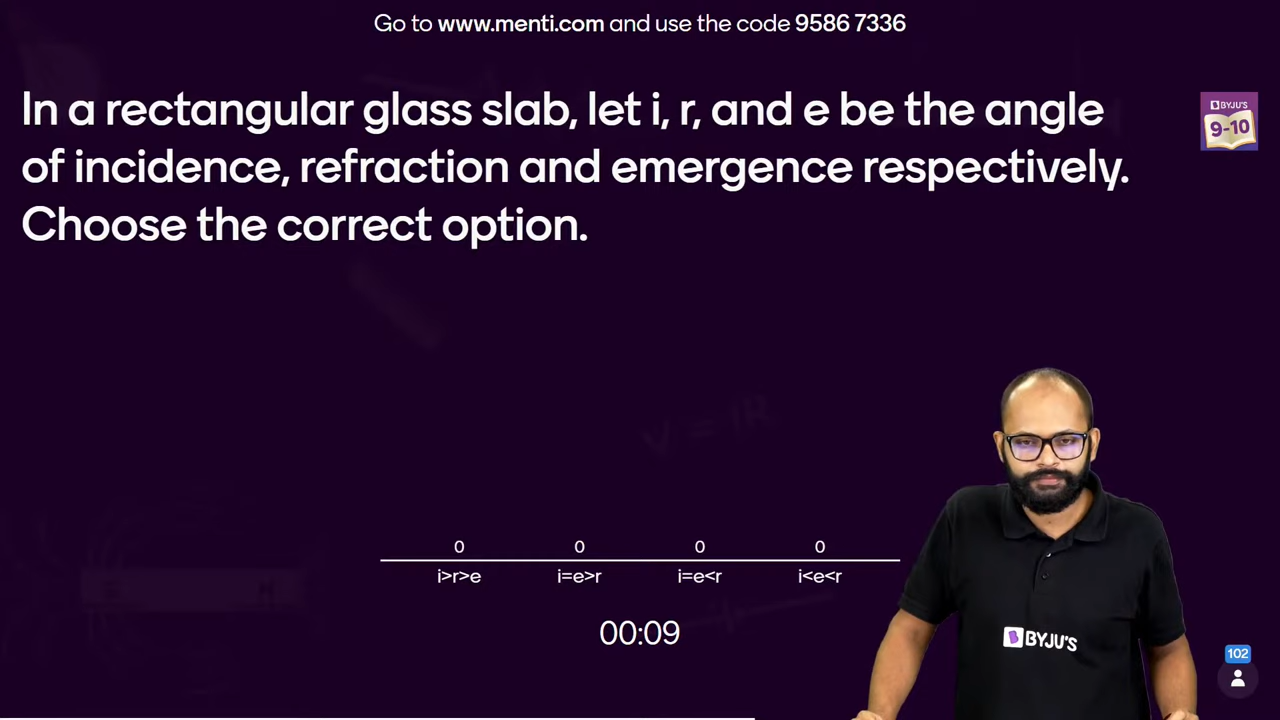 Go to www.menti.com and use the code 9586 7336
In a rectangular glass slab, let i, r, and e be the angle
of incidence, refraction and emergence respectively.
Choose the correct option.
BYJU'S
9-10
V = IR
0 0 0 0
i>r>e i=e>r i=e<r i<e<r
00:09
BYJU'S
102